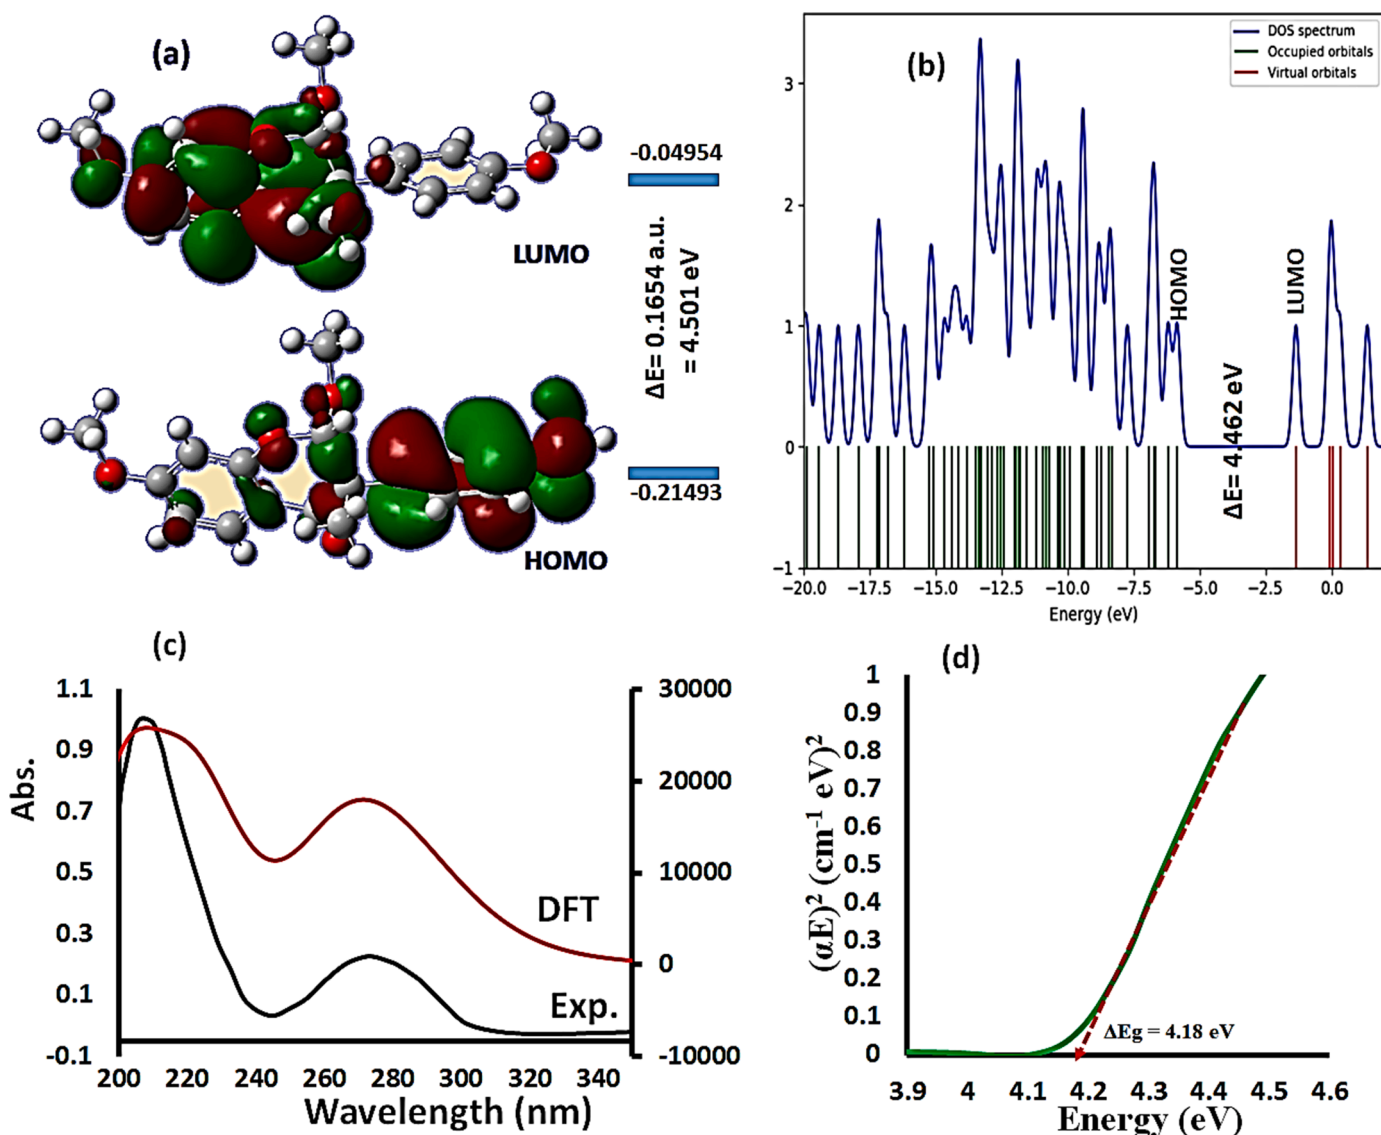 (a)
-0.04954
LUMO
ΔE= 0.1654 a.u.
= 4.501 eV
-0.21493
HOMO
(b)
DOS spectrum
Occupied orbitals
Virtual orbitals
3
2
1
0
−1
HOMO
LUMO
ΔE= 4.462 eV
−20.0 −17.5 −15.0 −12.5 −10.0 −7.5 −5.0 −2.5 0.0
Energy (eV)
(c)
1.1
0.9
0.7
0.5
0.3
0.1
-0.1
Abs.
30000
20000
10000
0
-10000
DFT
Exp.
200 220 240 260 280 300 320 340
Wavelength (nm)
(d)
1
0.9
0.8
0.7
0.6
0.5
0.4
0.3
0.2
0.1
0
(αE)² (cm⁻¹ eV)²
ΔEg = 4.18 eV
3.9 4 4.1 4.2 4.3 4.4 4.5 4.6
Energy (eV)